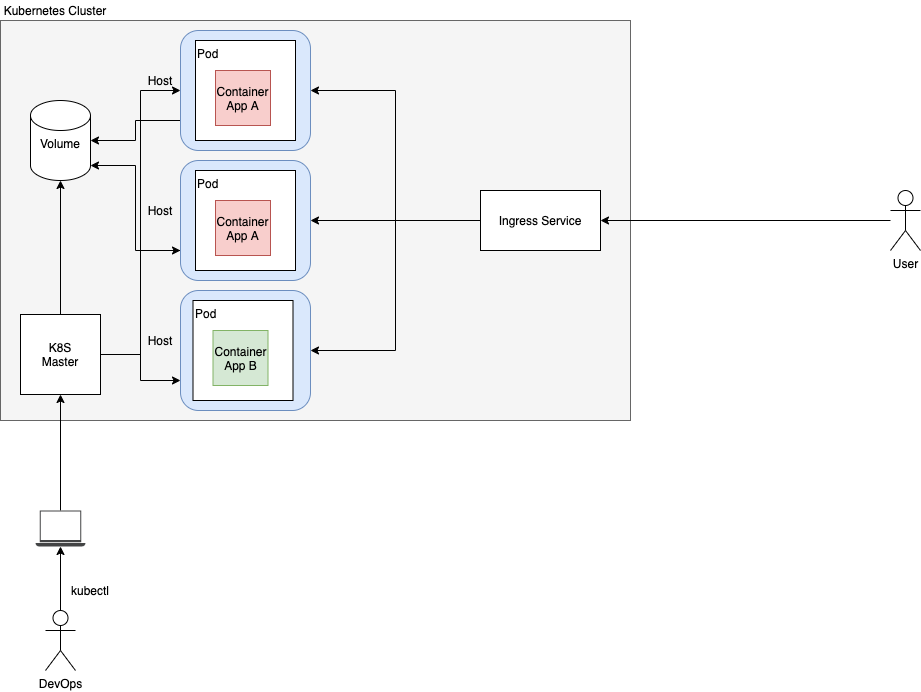 Kubernetes Cluster
Pod
Host
Container
App A
Volume
Pod
Host
Container
App A
Ingress Service
User
Pod
Host
K8S
Master
Container
App B
kubectl
DevOps